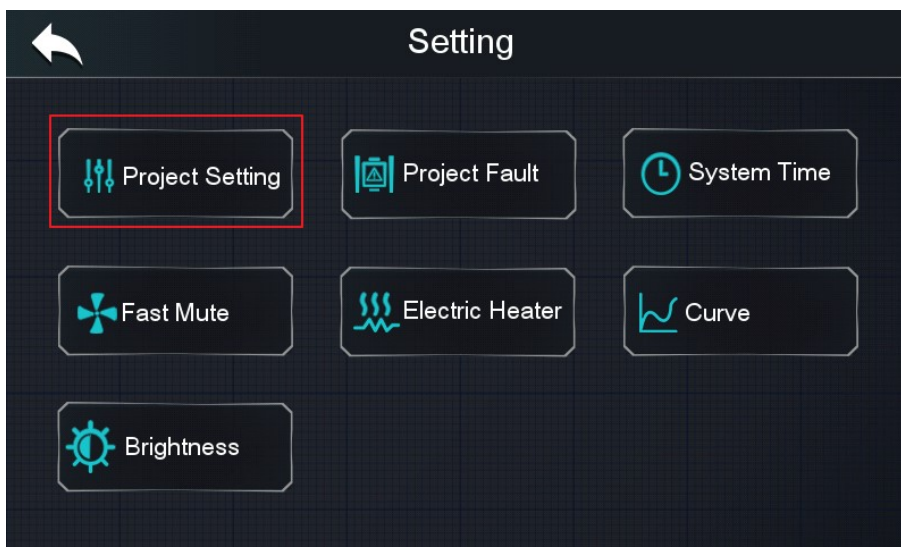 Setting
Project Setting
Project Fault
System Time
Fast Mute
Electric Heater
Curve
Brightness